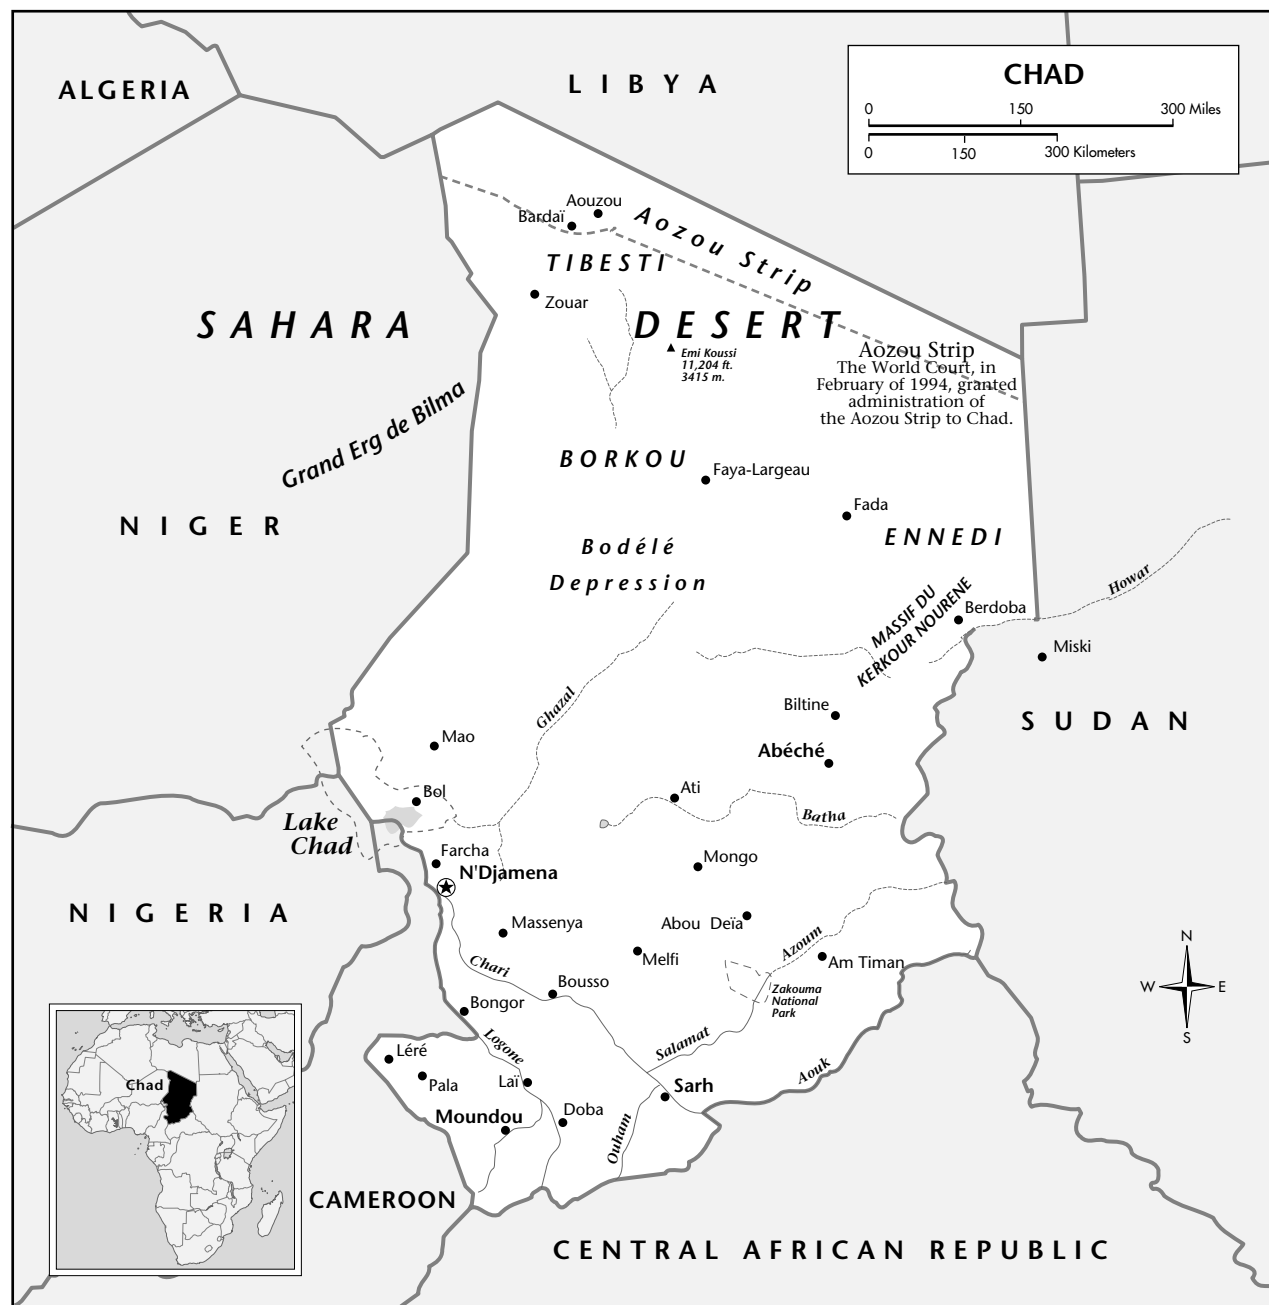 ALGERIA
LIBYA
CHAD
0 150 300 Miles
0 150 300 Kilometers
Aouzou
Bardaï
Aozou Strip
TIBESTI
Zouar
SAHARA DESERT
Emi Koussi
11,204 ft.
3415 m.
Aozou Strip
The World Court, in
February of 1994, granted
administration of
the Aozou Strip to Chad.
Grand Erg de Bilma
BORKOU
Faya-Largeau
Fada
NIGER
ENNEDI
Bodélé
Depression
Howar
MASSIF DU
KERKOUR NOURENE
Berdoba
Miski
Ghazal
Biltine
SUDAN
Mao
Abéché
Bol
Ati
Batha
Lake
Chad
Farcha
N'Djamena
Mongo
NIGERIA
Massenya
Abou Deïa
Azoum
Chari
Melfi
Am Timan
Bousso
Zakouma
National
Park
Bongor
N
W E
S
Logone
Salamat
Léré
Pala
Laï
Sarh
Aouk
Chad
Moundou
Doba
Ouham
CAMEROON
CENTRAL AFRICAN REPUBLIC